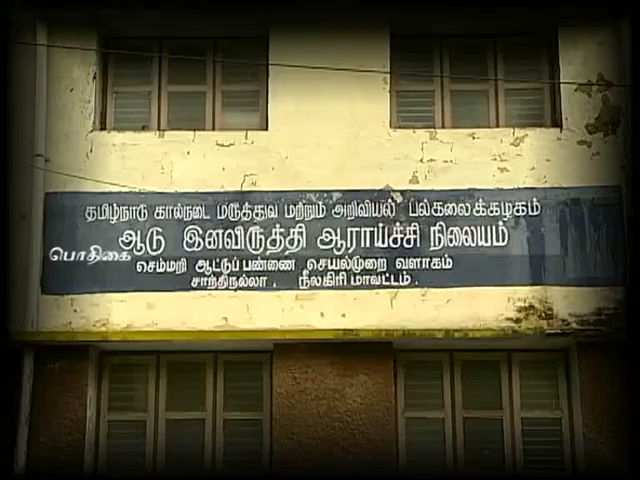 தமிழ்நாடு கால்நடை மருத்துவ மற்றும் அறிவியல் பல்கலைக்கழகம்
ஆடு இனவிருத்தி ஆராய்ச்சி நிலையம்
பொதிகை
செம்மறி ஆட்டுப்பண்ணை செயல்முறை வளாகம்
சாந்திநல்லா . நீலகிரி மாவட்டம் .